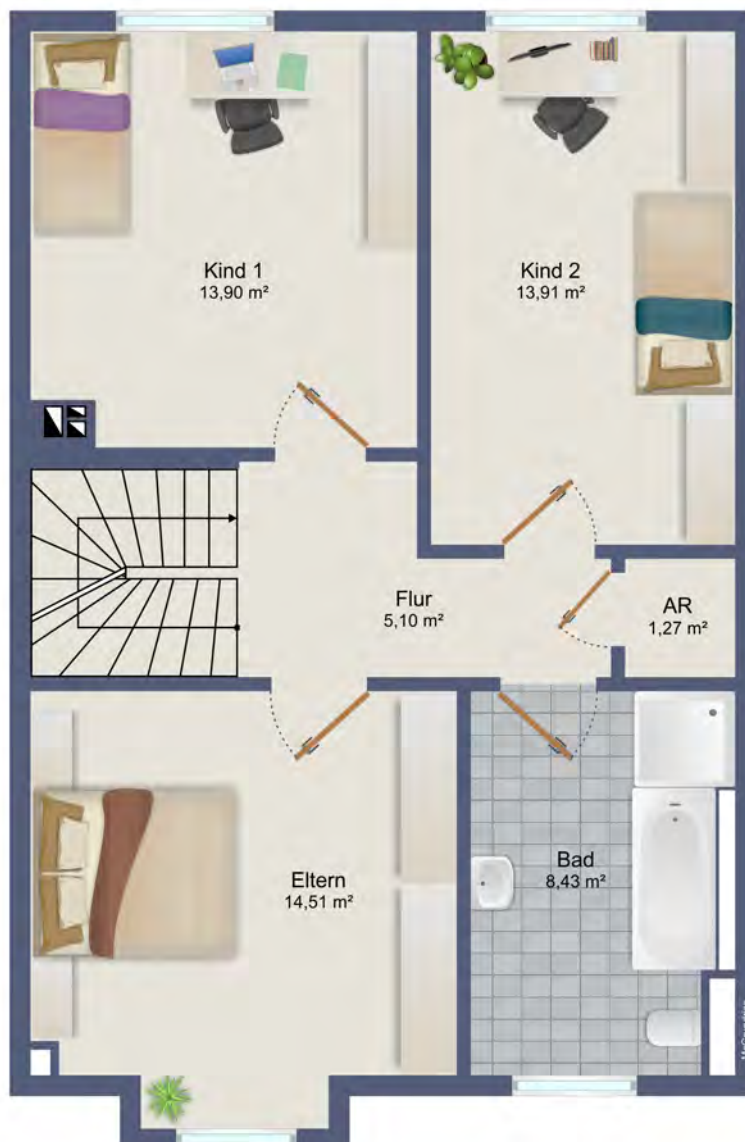 Kind 1
13,90 m²
Kind 2
13,91 m²
Flur
5,10 m²
AR
1,27 m²
Eltern
14,51 m²
Bad
8,43 m²